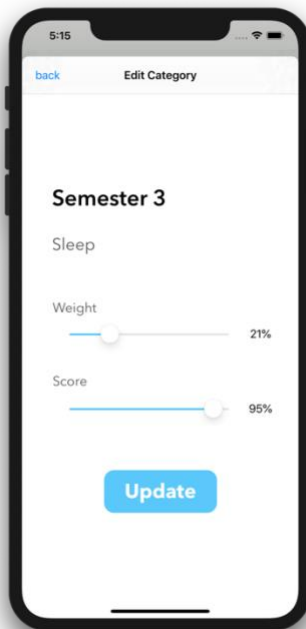 5:15
back Edit Category
Semester 3
Sleep
Weight
21%
Score
95%
Update